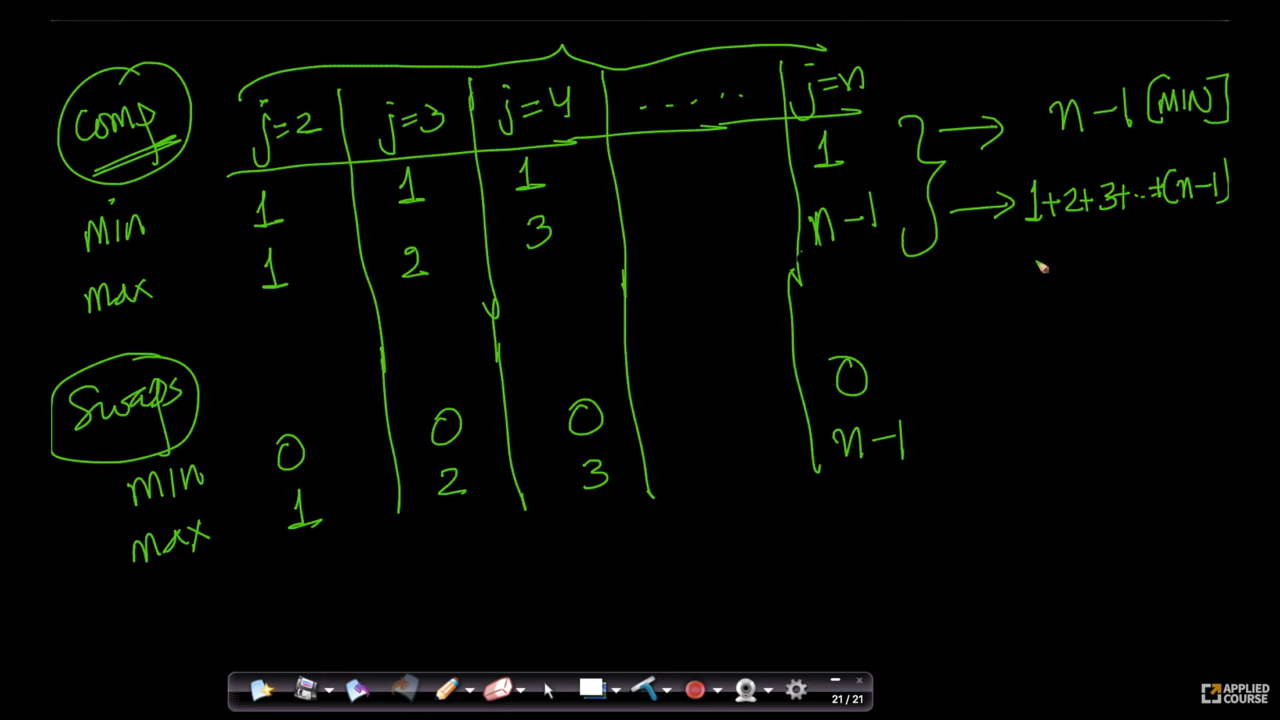 Comp j=2 j=3 j=4 ..... j=n
min 1 1 1 1
max 1 2 3 n-1
n-1 [MIN]
1+2+3+...+(n-1)
Swaps
min 0 0 0 0
max 1 2 3 n-1
21 / 21
APPLIED
COURSE